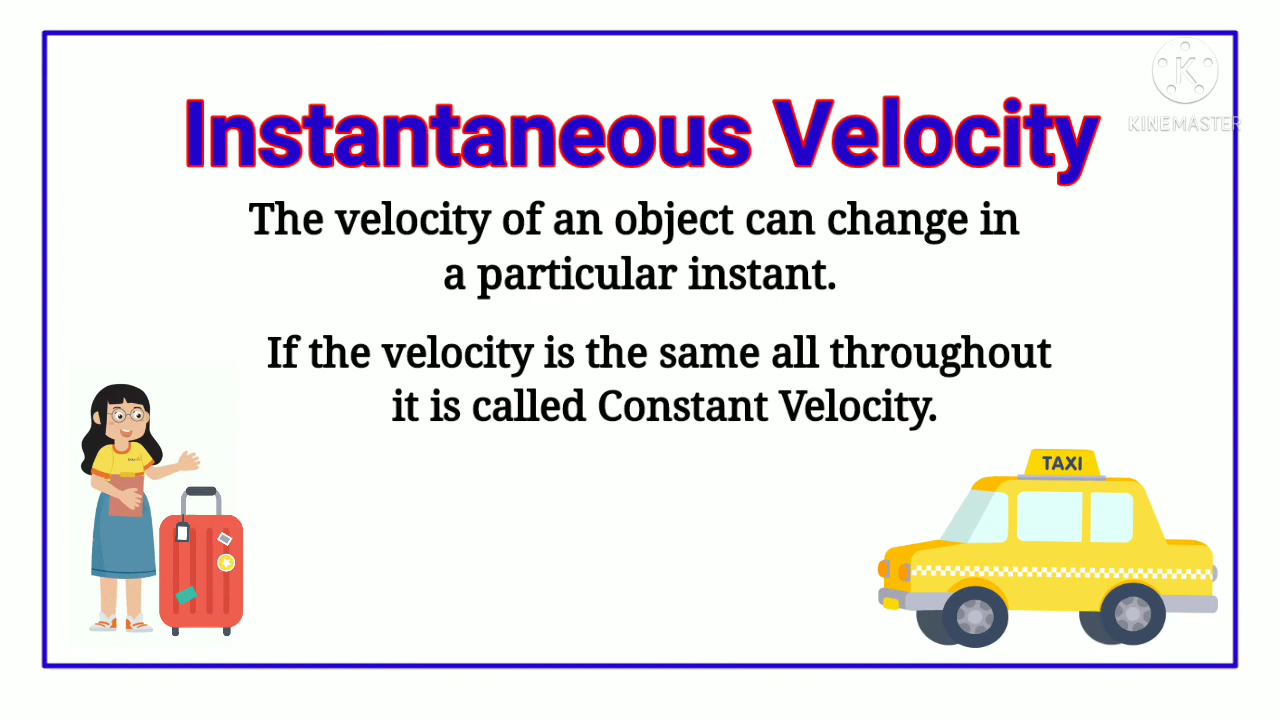 Instantaneous Velocity
The velocity of an object can change in
a particular instant.
If the velocity is the same all throughout
it is called Constant Velocity.
TAXI
K
KINEMASTER